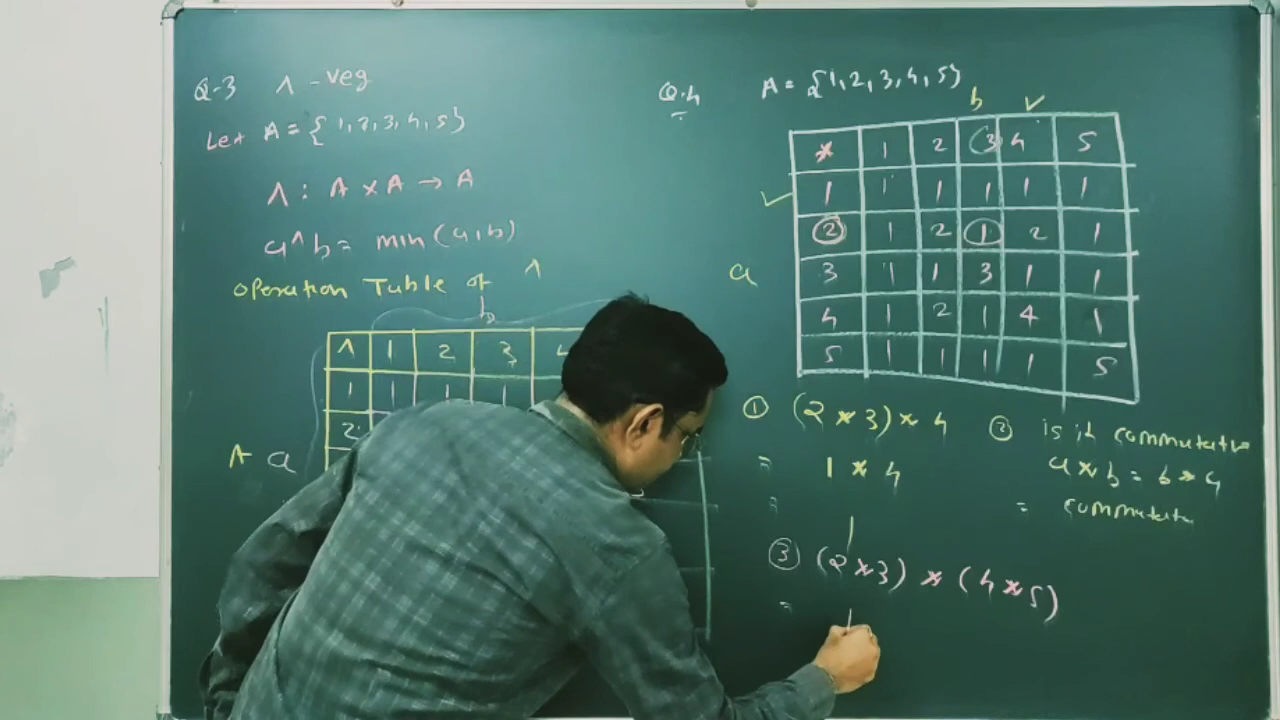 Q-3 ∧ - veg
Let A = { 1, 2, 3, 4, 5 }
∧ : A × A → A
a ∧ b = min (a, b)
Operation Table of ∧
b
∧ 1 2 3
1 1 1 1
2
A a
Q.4 A = { 1, 2, 3, 4, 5 }
b
* 1 2 3 4 5
1 1 1 1 1 1
2 1 2 1 2 1
a
3 1 1 3 1 1
4 1 2 1 4 1
5 1 1 1 1 5
① (2 * 3) * 4
= 1 * 4
= 1
② is it commutative
a * b = b * a
= commutative
③ (2 * 3) * (4 * 5)
= 1